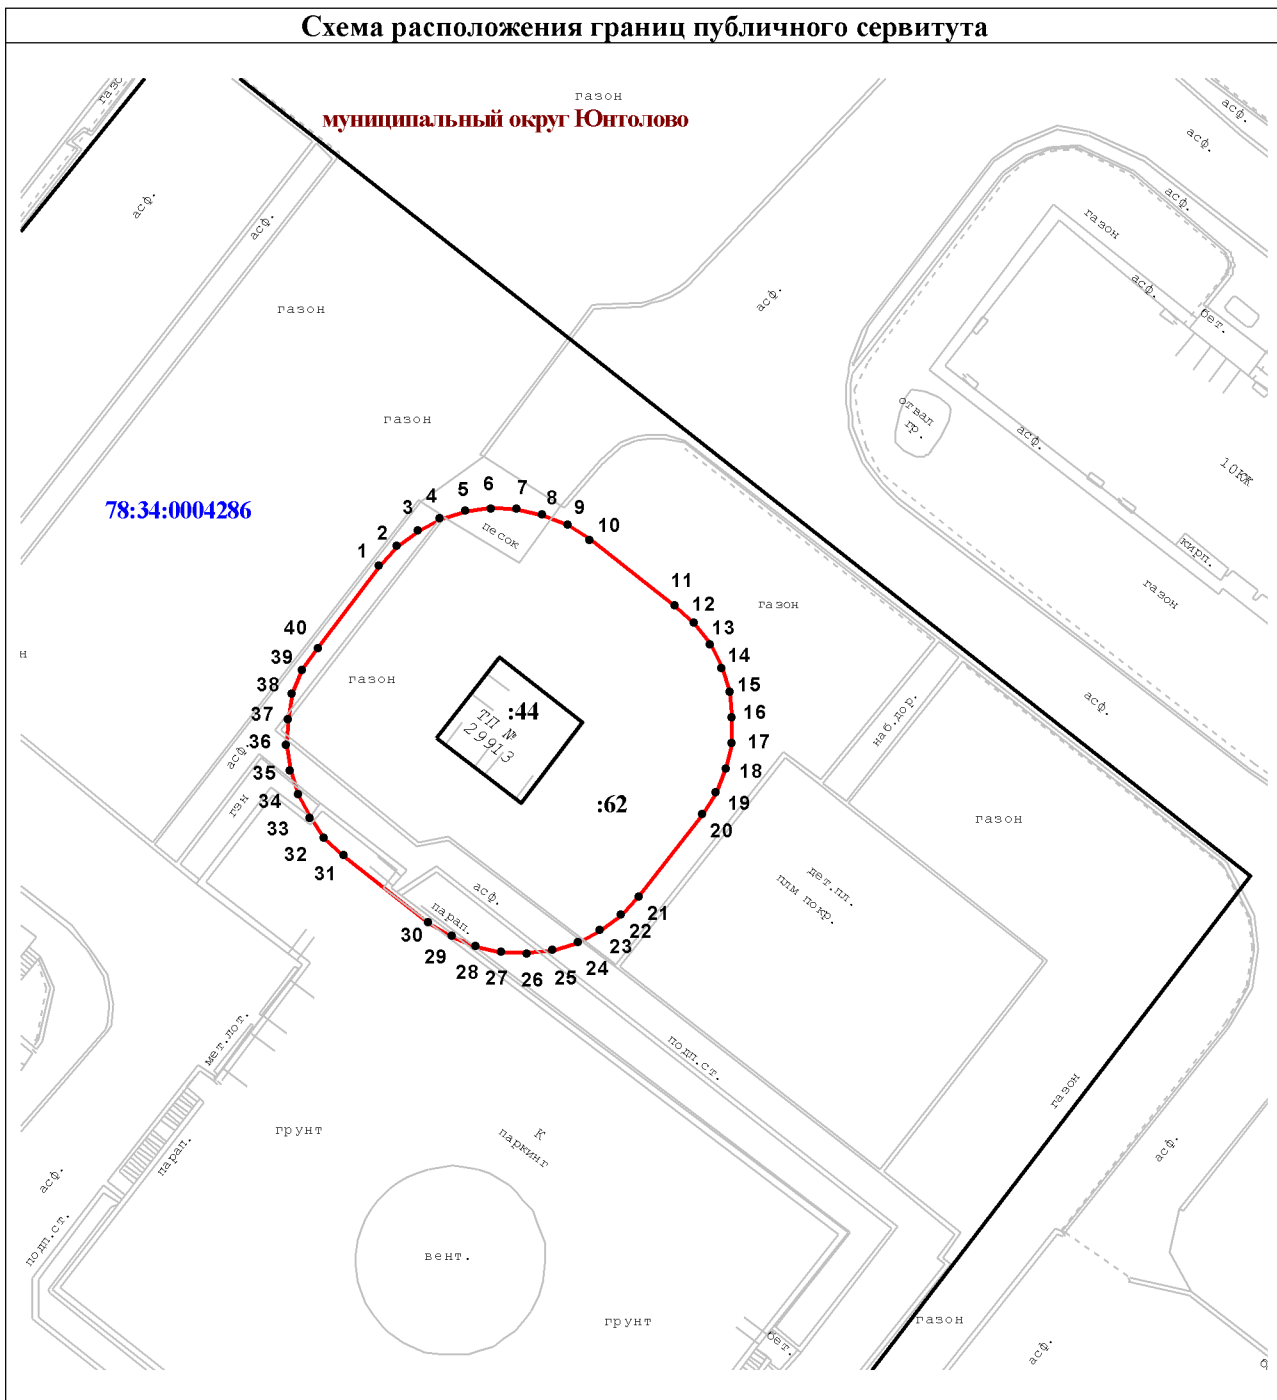 Схема расположения границ публичного сервитута
газон
газон
муниципальный округ Юнтолово
асф.
асф.
асф.
асф.
асф.
газон
асф.
асф.
газон
бет.
отвал
гр.
асф.
газон
10КЖ
78:34:0004286
песок
кирп.
газон
газон
1
2
3
4
5
6
7
8
9
10
11
12
13
14
15
16
17
18
19
20
21
22
23
24
25
26
27
28
29
30
31
32
33
34
35
36
37
38
39
40
н
газон
:44
ТП №
29913
:62
наб.дор.
асф.
асф.
гзн
газон
дет.пл.
плм покр.
асф.
парап.
мет.лот.
подп.ст.
газон
грунт
К
паркинг
парап.
асф.
асф.
подп.ст.
вент.
грунт
бет.
газон
асф.